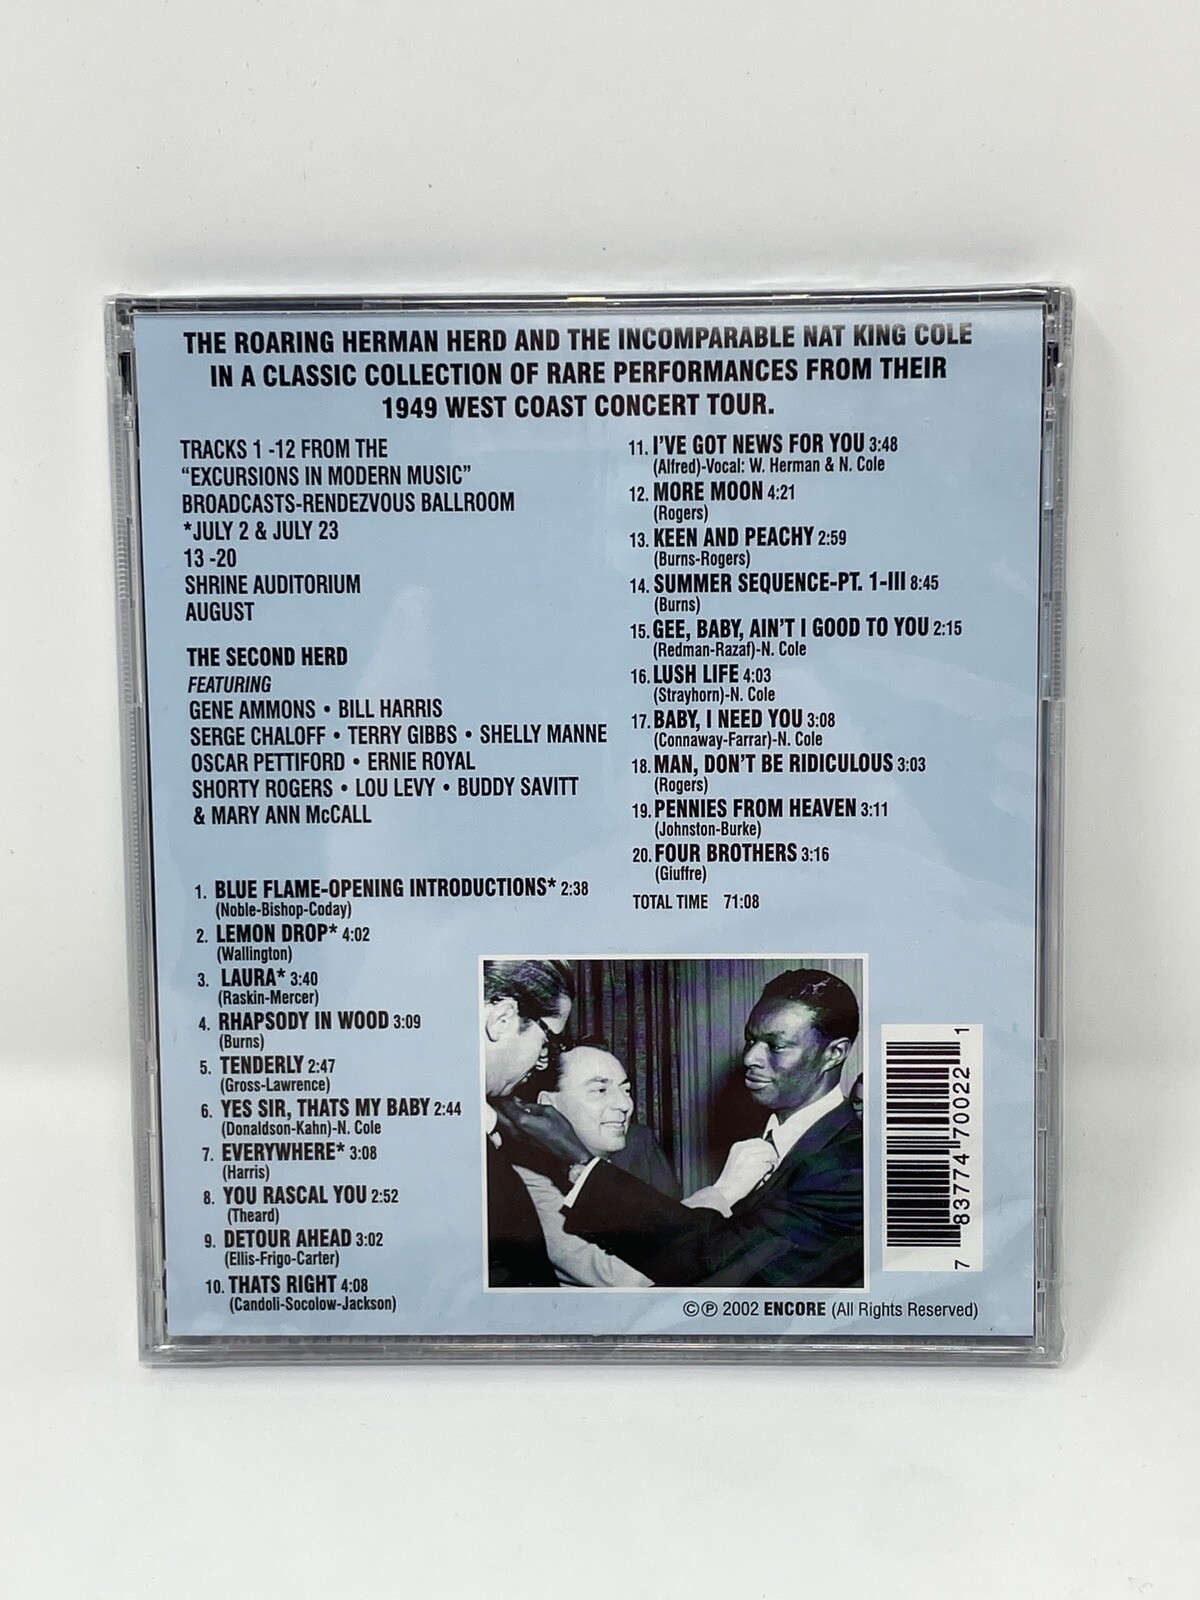 THE ROARING HERMAN HERD AND THE INCOMPARABLE NAT KING COLE
IN A CLASSIC COLLECTION OF RARE PERFORMANCES FROM THEIR
1949 WEST COAST CONCERT TOUR.
TRACKS 1 -12 FROM THE
“EXCURSIONS IN MODERN MUSIC”
BROADCASTS-RENDEZVOUS BALLROOM
*JULY 2 & JULY 23
13 -20
SHRINE AUDITORIUM
AUGUST
THE SECOND HERD
FEATURING
GENE AMMONS • BILL HARRIS
SERGE CHALOFF • TERRY GIBBS • SHELLY MANNE
OSCAR PETTIFORD • ERNIE ROYAL
SHORTY ROGERS • LOU LEVY • BUDDY SAVITT
& MARY ANN McCALL
1. BLUE FLAME-OPENING INTRODUCTIONS* 2:38
(Noble-Bishop-Coday)
2. LEMON DROP* 4:02
(Wallington)
3. LAURA* 3:40
(Raskin-Mercer)
4. RHAPSODY IN WOOD 3:09
(Burns)
5. TENDERLY 2:47
(Gross-Lawrence)
6. YES SIR, THATS MY BABY 2:44
(Donaldson-Kahn)-N. Cole
7. EVERYWHERE* 3:08
(Harris)
8. YOU RASCAL YOU 2:52
(Theard)
9. DETOUR AHEAD 3:02
(Ellis-Frigo-Carter)
10. THATS RIGHT 4:08
(Candoli-Socolow-Jackson)
11. I'VE GOT NEWS FOR YOU 3:48
(Alfred)-Vocal: W. Herman & N. Cole
12. MORE MOON 4:21
(Rogers)
13. KEEN AND PEACHY 2:59
(Burns-Rogers)
14. SUMMER SEQUENCE-PT. 1-III 8:45
(Burns)
15. GEE, BABY, AIN'T I GOOD TO YOU 2:15
(Redman-Razaf)-N. Cole
16. LUSH LIFE 4:03
(Strayhorn)-N. Cole
17. BABY, I NEED YOU 3:08
(Connaway-Farrar)-N. Cole
18. MAN, DON'T BE RIDICULOUS 3:03
(Rogers)
19. PENNIES FROM HEAVEN 3:11
(Johnston-Burke)
20. FOUR BROTHERS 3:16
(Giuffre)
TOTAL TIME 71:08
7 83774 70022 1
©℗ 2002 ENCORE (All Rights Reserved)